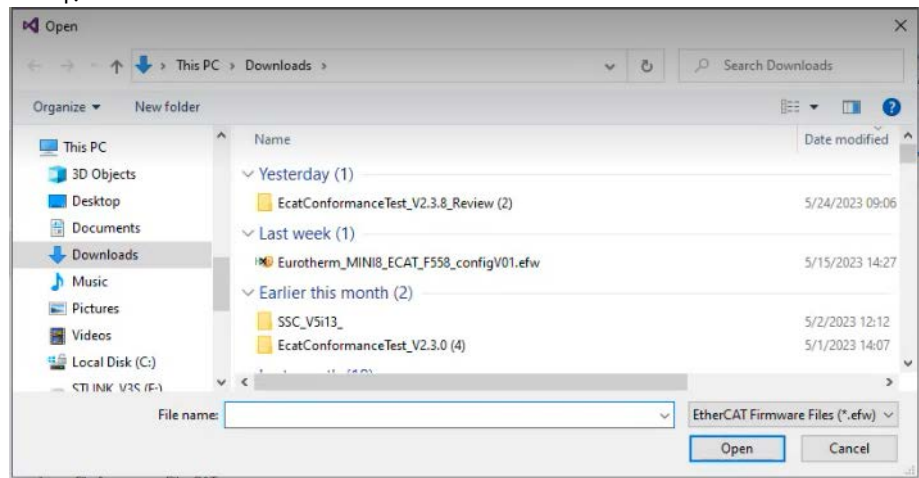 Open
This PC > Downloads >
Search Downloads
Organize
New folder
Name
Date modified
This PC
3D Objects
Desktop
Documents
Downloads
Music
Pictures
Videos
Local Disk (C:)
Yesterday (1)
EcatConformanceTest_V2.3.8_Review (2)
5/24/2023 09:06
Last week (1)
Eurotherm_MINI8_ECAT_F558_configV01.efw
5/15/2023 14:27
Earlier this month (2)
SSC_V5i13_
5/2/2023 12:12
EcatConformanceTest_V2.3.0 (4)
5/1/2023 14:07
File name:
EtherCAT Firmware Files (*.efw)
Open
Cancel